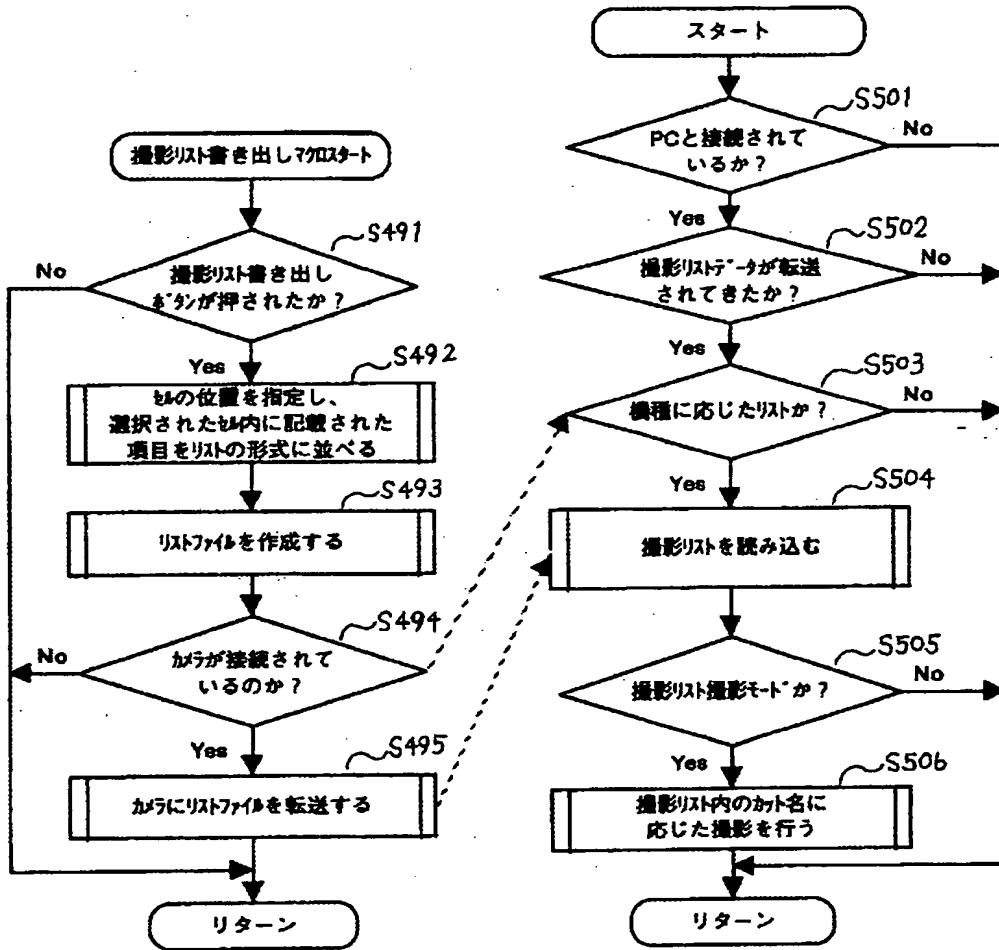 撮影リスト書き出しマクロスタート
S491
撮影リスト書き出し
ボタンが押されたか?
No
Yes
S492
セルの位置を指定し、
選択されたセル内に記載された
項目をリストの形式に並べる
S493
リストファイルを作成する
S494
カメラが接続されて
いるのか?
No
Yes
S495
カメラにリストファイルを転送する
リターン
スタート
S501
PCと接続されて
いるか?
No
Yes
S502
撮影リストデータが転送
されてきたか?
No
Yes
S503
機種に応じたリストか?
No
Yes
S504
撮影リストを読み込む
S505
撮影リスト撮影モードか?
No
Yes
S506
撮影リスト内のカット名に
応じた撮影を行う
リターン